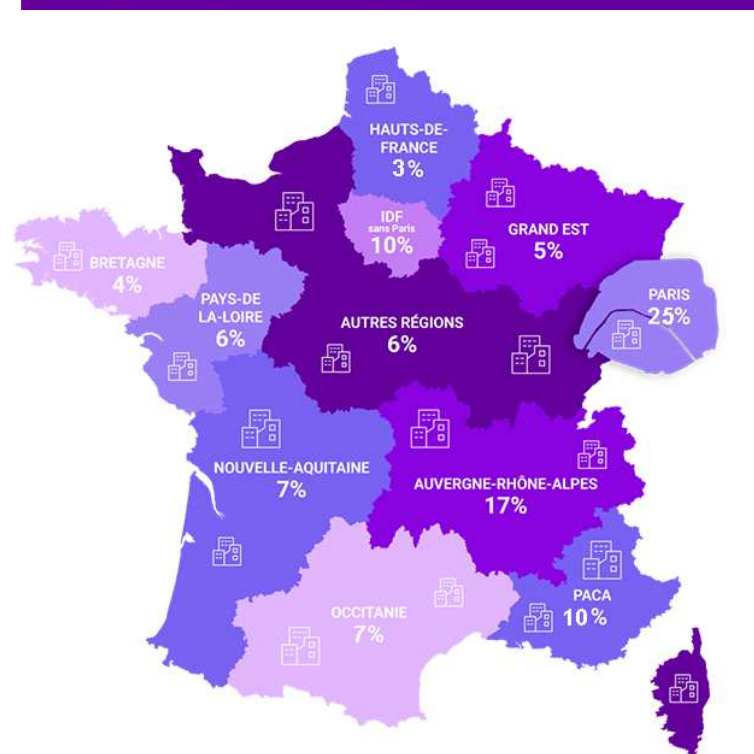 HAUTS-DE-
FRANCE
3%
IDF
sans Paris
10%
GRAND EST
5%
BRETAGNE
4%
PAYS-DE
LA-LOIRE
6%
AUTRES RÉGIONS
6%
PARIS
25%
NOUVELLE-AQUITAINE
7%
AUVERGNE-RHÔNE-ALPES
17%
OCCITANIE
7%
PACA
10%